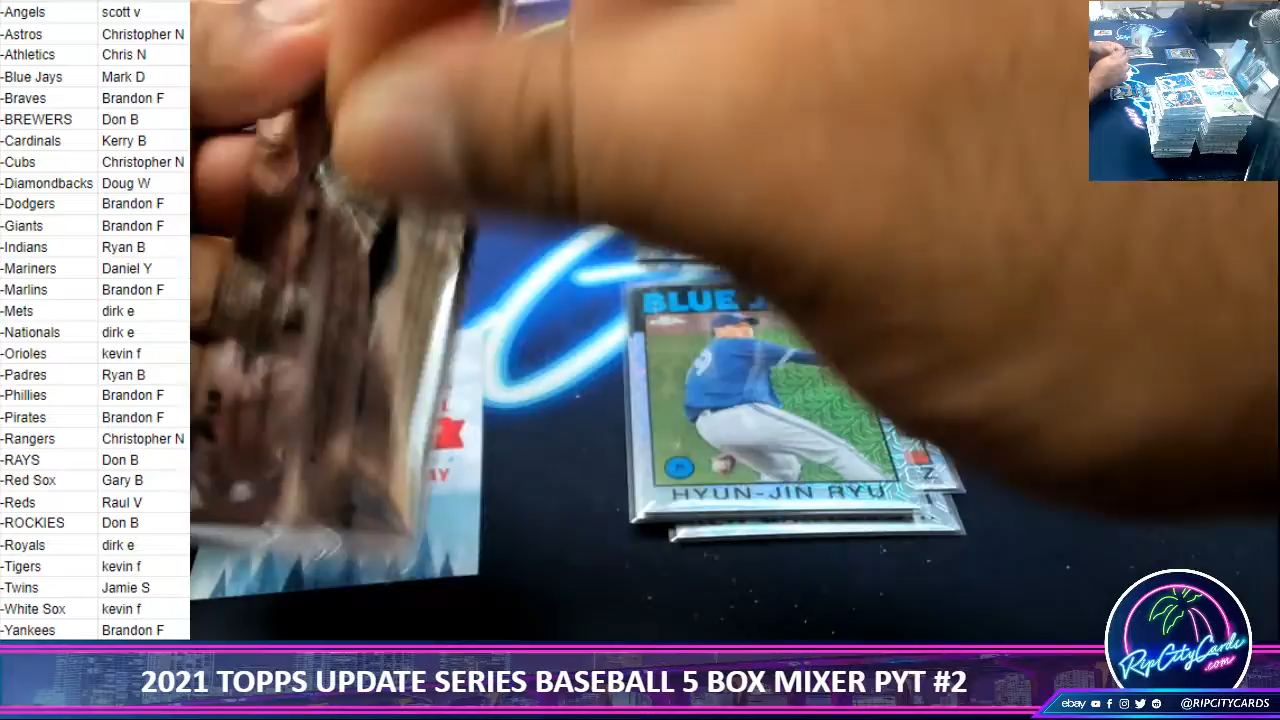 -Angels scott v
-Astros Christopher N
-Athletics Chris N
-Blue Jays Mark D
-Braves Brandon F
-BREWERS Don B
-Cardinals Kerry B
-Cubs Christopher N
-Diamondbacks Doug W
-Dodgers Brandon F
-Giants Brandon F
-Indians Ryan B
-Mariners Daniel Y
-Marlins Brandon F
-Mets dirk e
-Nationals dirk e
-Orioles kevin f
-Padres Ryan B
-Phillies Brandon F
-Pirates Brandon F
-Rangers Christopher N
-RAYS Don B
-Red Sox Gary B
-Reds Raul V
-ROCKIES Don B
-Royals dirk e
-Tigers kevin f
-Twins Jamie S
-White Sox kevin f
-Yankees Brandon F
BLUE
HYUN-JIN RYU
2021 TOPPS UPDATE SERIES BASEBALL 5 BOX MIXER PYT #2
RipCityCards
.com
ebay @RIPCITYCARDS